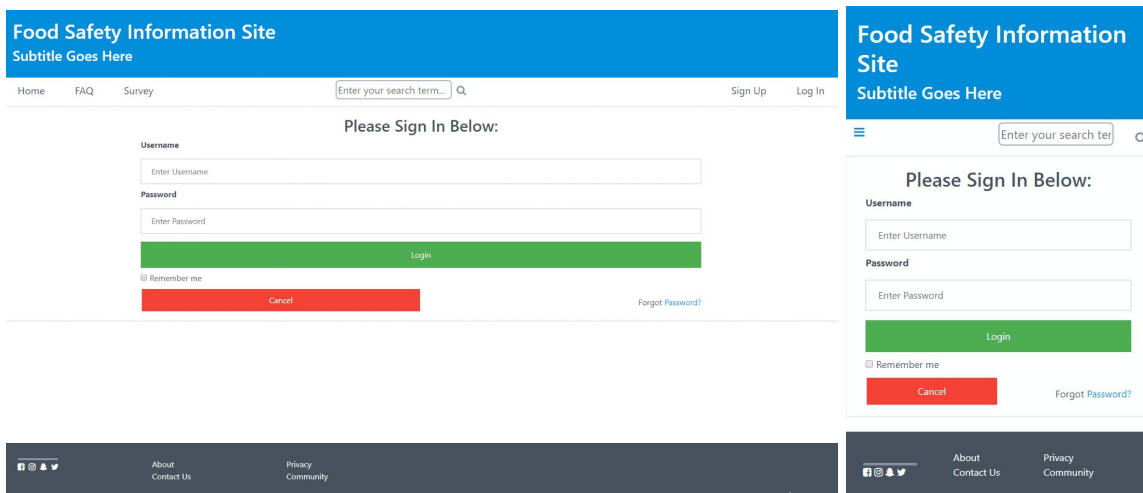 Food Safety Information Site
Subtitle Goes Here
Home FAQ Survey Enter your search term... Sign Up Log In
Please Sign In Below:
Username
Enter Username
Password
Enter Password
Login
Remember me
Cancel Forgot Password?
About Privacy
Contact Us Community
Food Safety Information
Site
Subtitle Goes Here
Enter your search ter
Please Sign In Below:
Username
Enter Username
Password
Enter Password
Login
Remember me
Cancel Forgot Password?
About Privacy
Contact Us Community